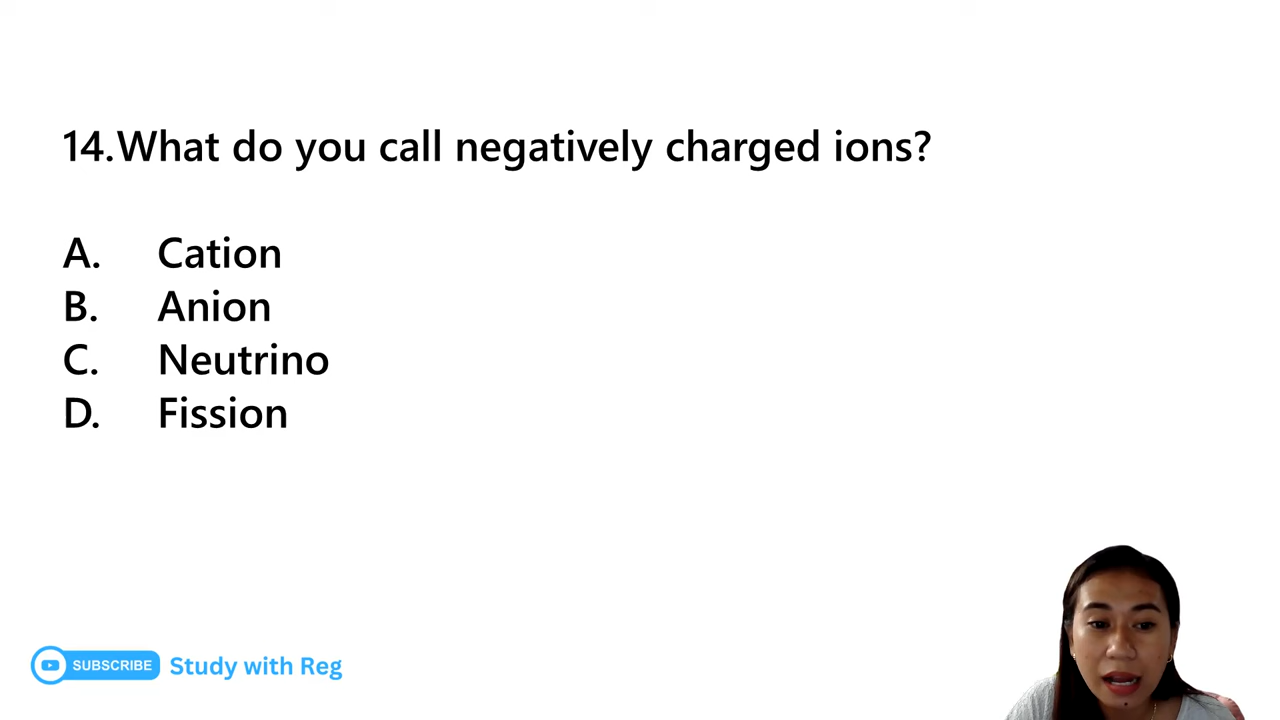 14.What do you call negatively charged ions?
A. Cation
B. Anion
C. Neutrino
D. Fission
SUBSCRIBE Study with Reg